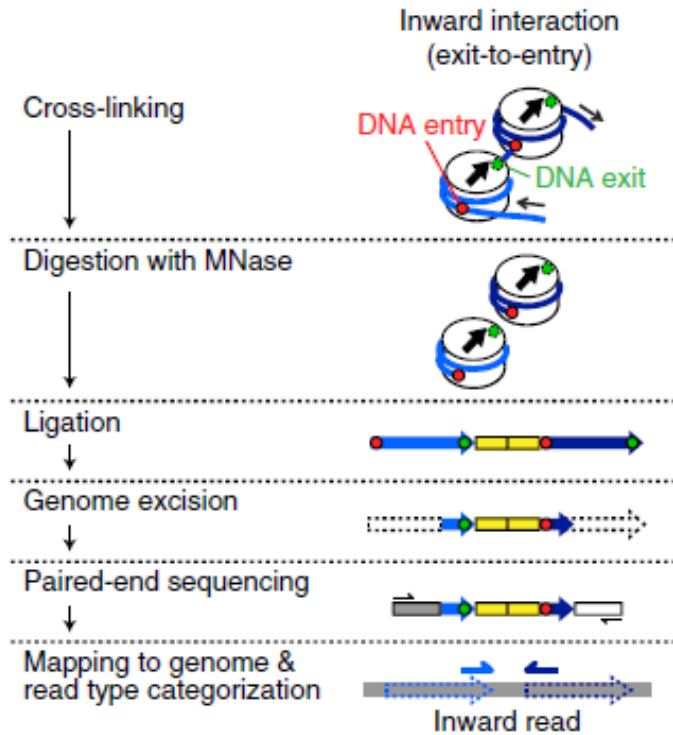 Inward interaction
(exit-to-entry)
Cross-linking
DNA entry
DNA exit
Digestion with MNase
Ligation
Genome excision
Paired-end sequencing
Mapping to genome &
read type categorization
Inward read